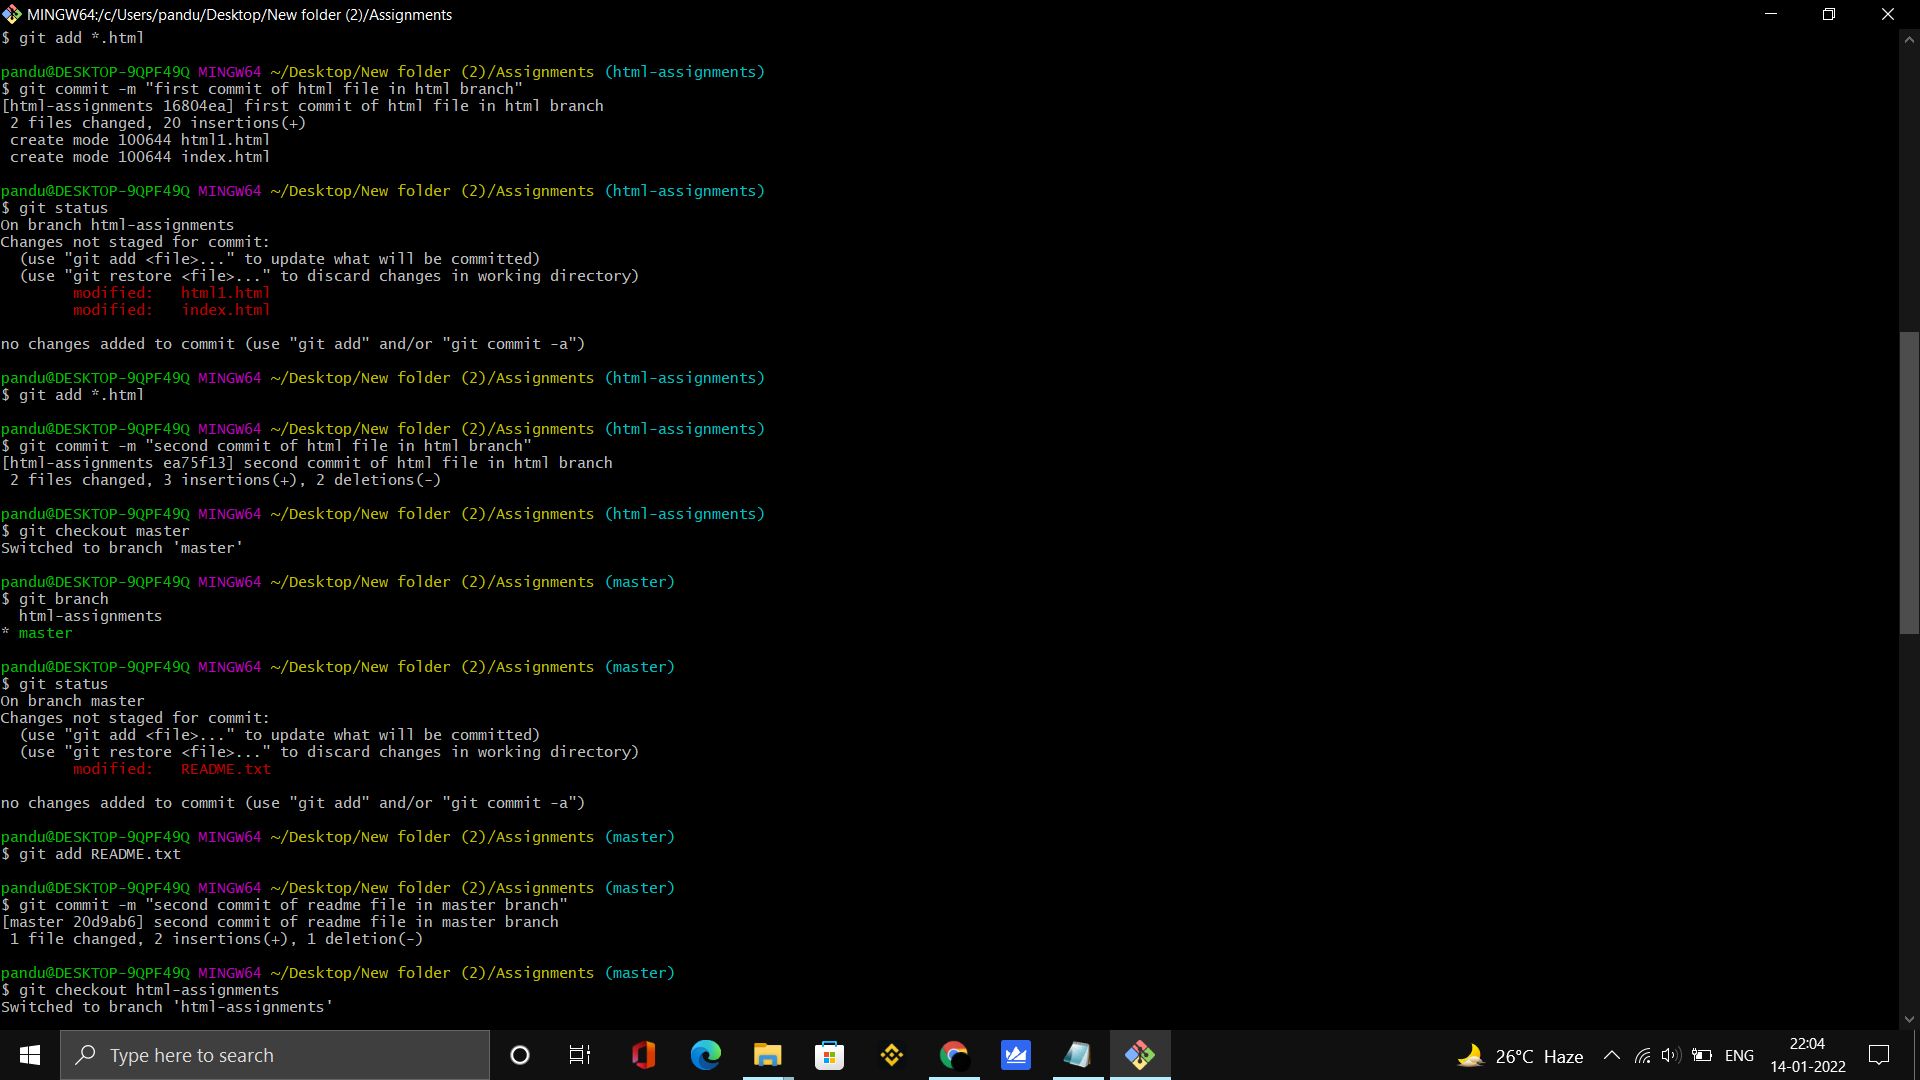 MINGW64:/c/Users/pandu/Desktop/New folder (2)/Assignments
$ git add *.html
pandu@DESKTOP-9QPF49Q MINGW64 ~/Desktop/New folder (2)/Assignments (html-assignments)
$ git commit -m "first commit of html file in html branch"
[html-assignments 16804ea] first commit of html file in html branch
 2 files changed, 20 insertions(+)
 create mode 100644 html1.html
 create mode 100644 index.html
pandu@DESKTOP-9QPF49Q MINGW64 ~/Desktop/New folder (2)/Assignments (html-assignments)
$ git status
On branch html-assignments
Changes not staged for commit:
  (use "git add <file>..." to update what will be committed)
  (use "git restore <file>..." to discard changes in working directory)
        modified:   html1.html
        modified:   index.html
no changes added to commit (use "git add" and/or "git commit -a")
pandu@DESKTOP-9QPF49Q MINGW64 ~/Desktop/New folder (2)/Assignments (html-assignments)
$ git add *.html
pandu@DESKTOP-9QPF49Q MINGW64 ~/Desktop/New folder (2)/Assignments (html-assignments)
$ git commit -m "second commit of html file in html branch"
[html-assignments ea75f13] second commit of html file in html branch
 2 files changed, 3 insertions(+), 2 deletions(-)
pandu@DESKTOP-9QPF49Q MINGW64 ~/Desktop/New folder (2)/Assignments (html-assignments)
$ git checkout master
Switched to branch 'master'
pandu@DESKTOP-9QPF49Q MINGW64 ~/Desktop/New folder (2)/Assignments (master)
$ git branch
  html-assignments
* master
pandu@DESKTOP-9QPF49Q MINGW64 ~/Desktop/New folder (2)/Assignments (master)
$ git status
On branch master
Changes not staged for commit:
  (use "git add <file>..." to update what will be committed)
  (use "git restore <file>..." to discard changes in working directory)
        modified:   README.txt
no changes added to commit (use "git add" and/or "git commit -a")
pandu@DESKTOP-9QPF49Q MINGW64 ~/Desktop/New folder (2)/Assignments (master)
$ git add README.txt
pandu@DESKTOP-9QPF49Q MINGW64 ~/Desktop/New folder (2)/Assignments (master)
$ git commit -m "second commit of readme file in master branch"
[master 20d9ab6] second commit of readme file in master branch
 1 file changed, 2 insertions(+), 1 deletion(-)
pandu@DESKTOP-9QPF49Q MINGW64 ~/Desktop/New folder (2)/Assignments (master)
$ git checkout html-assignments
Switched to branch 'html-assignments'
Type here to search
26°C Haze
ENG
22:04
14-01-2022